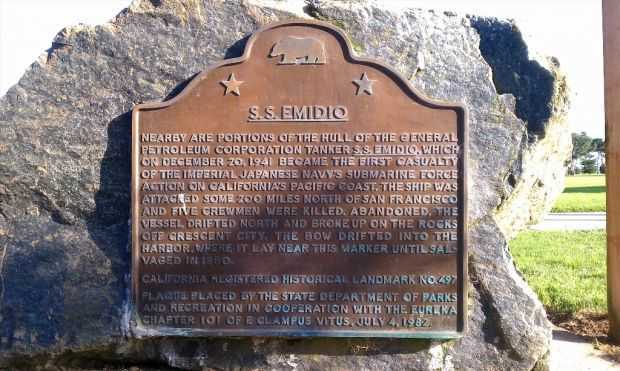 S.S. EMIDIO
NEARBY ARE PORTIONS OF THE HULL OF THE GENERAL
PETROLEUM CORPORATION TANKER S.S. EMIDIO, WHICH
ON DECEMBER 20, 1941 BECAME THE FIRST CASUALTY
OF THE IMPERIAL JAPANESE NAVY'S SUBMARINE FORCE
ACTION ON CALIFORNIA'S PACIFIC COAST. THE SHIP WAS
ATTACKED SOME 200 MILES NORTH OF SAN FRANCISCO
AND FIVE CREWMEN WERE KILLED. ABANDONED, THE
VESSEL DRIFTED NORTH AND BROKE UP ON THE ROCKS
OFF CRESCENT CITY. THE BOW DRIFTED INTO THE
HARBOR, WHERE IT LAY NEAR THIS MARKER UNTIL SAL-
VAGED IN 1950.
CALIFORNIA REGISTERED HISTORICAL LANDMARK NO. 497
PLAQUE PLACED BY THE STATE DEPARTMENT OF PARKS
AND RECREATION IN COOPERATION WITH THE EUREKA
CHAPTER 101 OF E CLAMPUS VITUS, JULY 4, 1982.